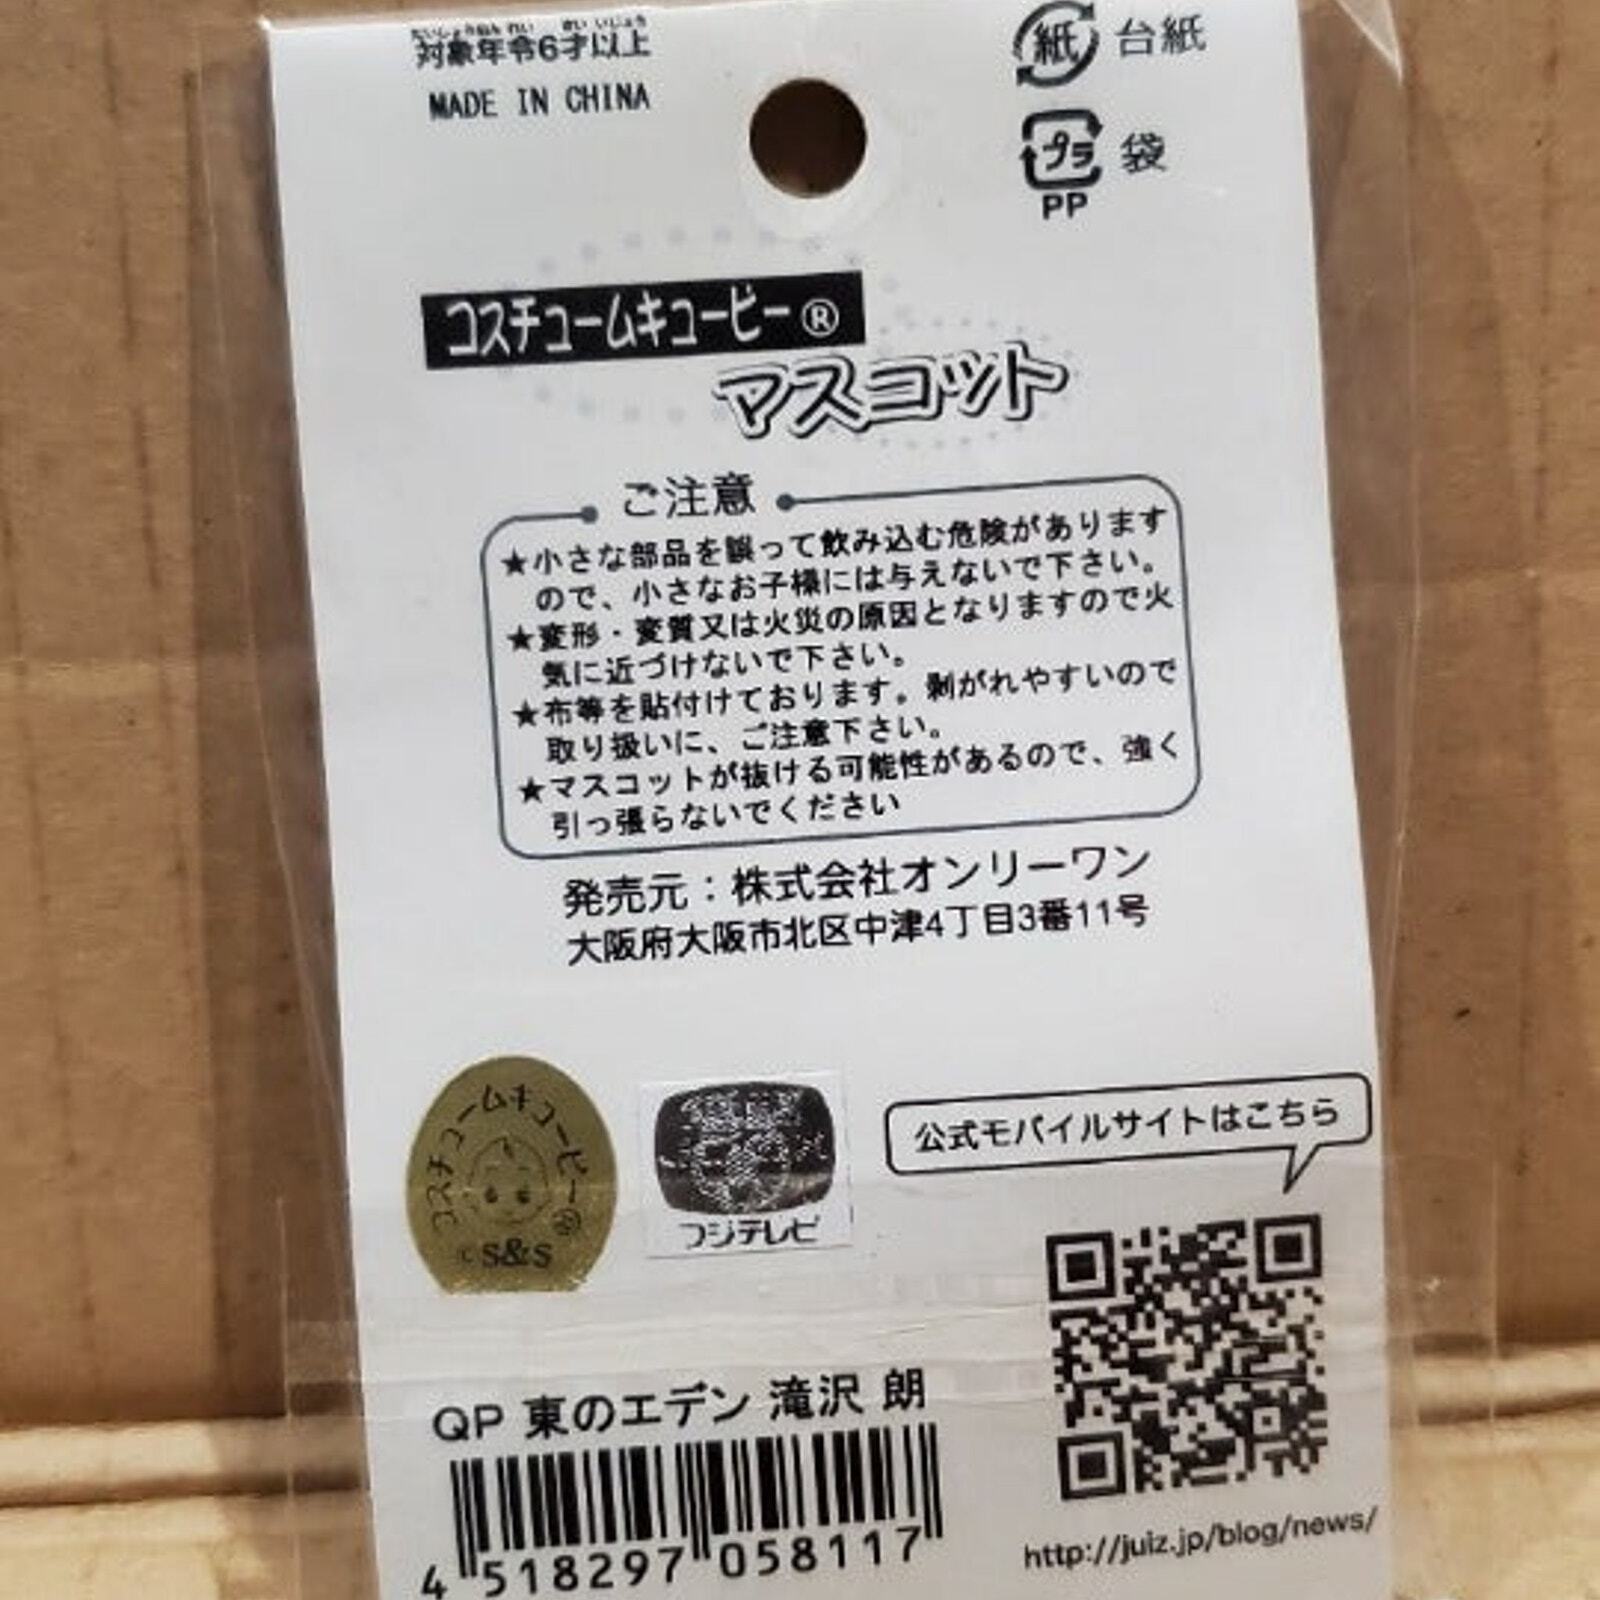 対象年令6才以上
MADE IN CHINA
紙 台紙
プラ 袋
PP
コスチュームキューピー®
マスコット
ご注意
★小さな部品を誤って飲み込む危険があります
ので、小さなお子様には与えないで下さい。
★変形・変質又は火災の原因となりますので火
気に近づけないで下さい。
★布等を貼付けております。剥がれやすいので
取り扱いに、ご注意下さい。
★マスコットが抜ける可能性があるので、強く
引っ張らないでください
発売元：株式会社オンリーワン
大阪府大阪市北区中津4丁目3番11号
コスチュームキューピー®
S&S
フジテレビ
公式モバイルサイトはこちら
QP 東のエデン 滝沢 朗
4 518297 058117
http://juiz.jp/blog/news/